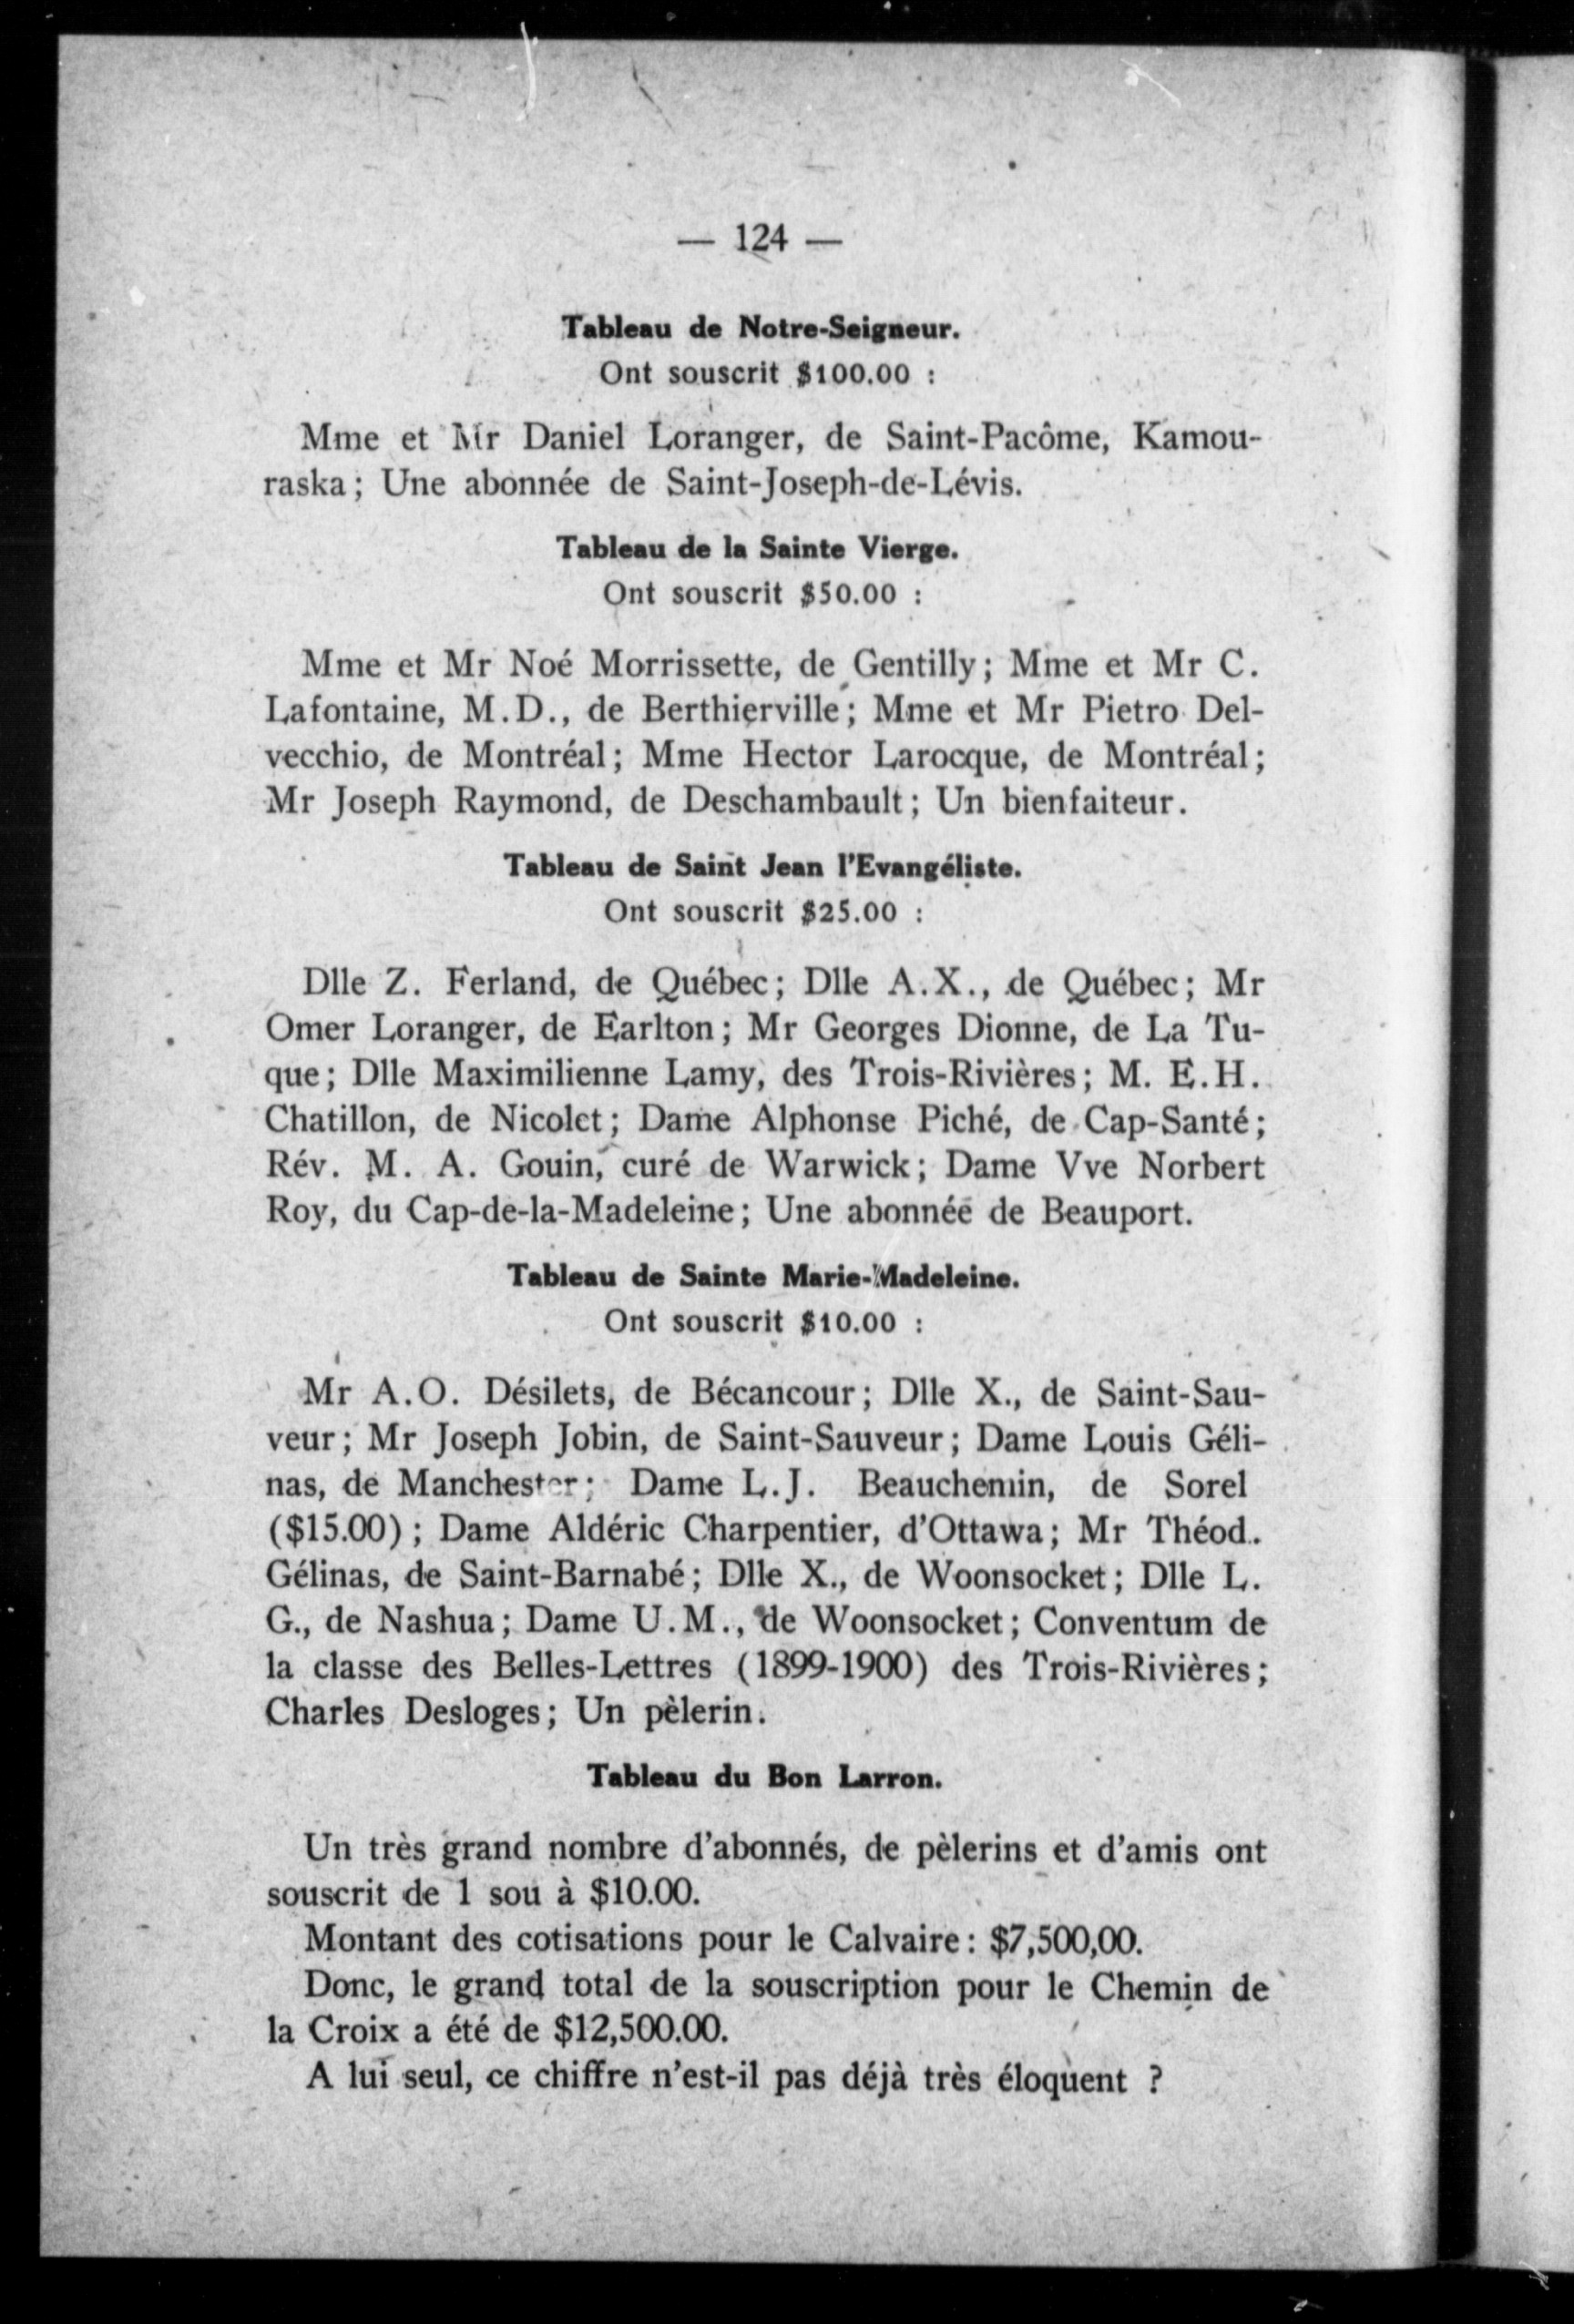 — 124 —
Tableau de Notre-Seigneur.
Ont souscrit $100.00 :
Mme et Mr Daniel Loranger, de Saint-Pacôme, Kamou-
raska; Une abonnée de Saint-Joseph-de-Lévis.
Tableau de la Sainte Vierge.
Ont souscrit $50.00 :
Mme et Mr Noé Morrissette, de Gentilly; Mme et Mr C.
Lafontaine, M.D., de Berthierville; Mme et Mr Pietro Del-
vecchio, de Montréal; Mme Hector Larocque, de Montréal;
Mr Joseph Raymond, de Deschambault; Un bienfaiteur.
Tableau de Saint Jean l'Evangéliste.
Ont souscrit $25.00 :
Dlle Z. Ferland, de Québec; Dlle A.X., de Québec; Mr
Omer Loranger, de Earlton; Mr Georges Dionne, de La Tu-
que; Dlle Maximilienne Lamy, des Trois-Rivières; M. E.H.
Chatillon, de Nicolet; Dame Alphonse Piché, de Cap-Santé;
Rév. M. A. Gouin, curé de Warwick; Dame Vve Norbert
Roy, du Cap-de-la-Madeleine; Une abonnée de Beauport.
Tableau de Sainte Marie-Madeleine.
Ont souscrit $10.00 :
Mr A.O. Désilets, de Bécancour; Dlle X., de Saint-Sau-
veur; Mr Joseph Jobin, de Saint-Sauveur; Dame Louis Géli-
nas, de Manchester; Dame L.J. Beauchemin, de Sorel
($15.00); Dame Aldéric Charpentier, d'Ottawa; Mr Théod.
Gélinas, de Saint-Barnabé; Dlle X., de Woonsocket; Dlle L.
G., de Nashua; Dame U.M., de Woonsocket; Conventum de
la classe des Belles-Lettres (1899-1900) des Trois-Rivières;
Charles Desloges; Un pèlerin.
Tableau du Bon Larron.
Un très grand nombre d'abonnés, de pèlerins et d'amis ont
souscrit de 1 sou à $10.00.
Montant des cotisations pour le Calvaire: $7,500,00.
Donc, le grand total de la souscription pour le Chemin de
la Croix a été de $12,500.00.
A lui seul, ce chiffre n'est-il pas déjà très éloquent ?